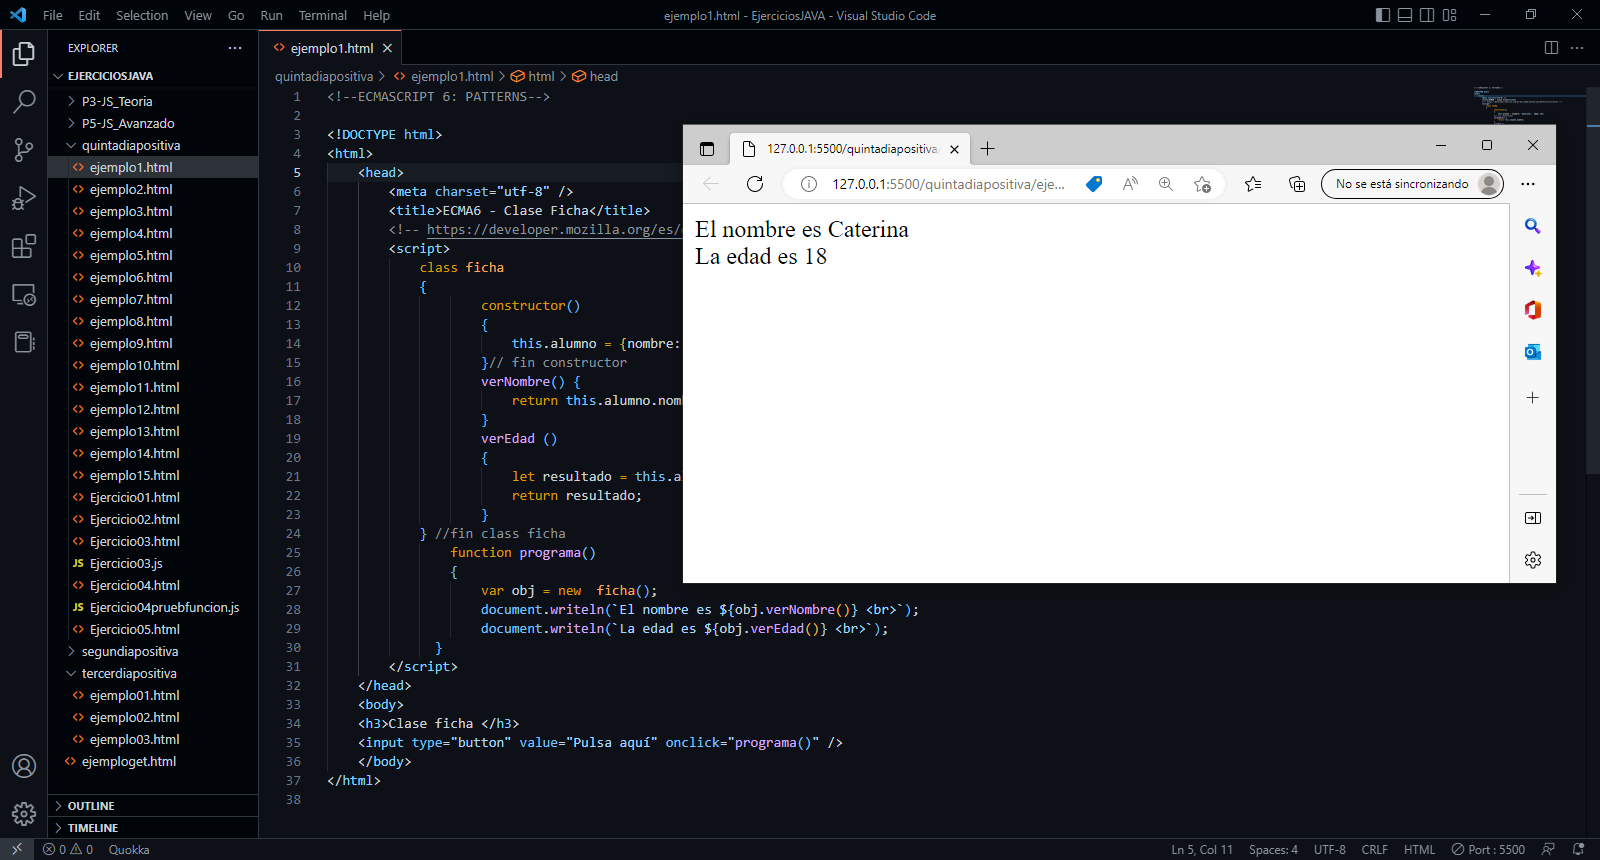 File Edit Selection View Go Run Terminal Help
ejemplo1.html - EjerciciosJAVA - Visual Studio Code
EXPLORER
EJERCICIOSJAVA
P3-JS_Teoria
P5-JS_Avanzado
quintadiapositiva
ejemplo1.html
ejemplo2.html
ejemplo3.html
ejemplo4.html
ejemplo5.html
ejemplo6.html
ejemplo7.html
ejemplo8.html
ejemplo9.html
ejemplo10.html
ejemplo11.html
ejemplo12.html
ejemplo13.html
ejemplo14.html
ejemplo15.html
Ejercicio01.html
Ejercicio02.html
Ejercicio03.html
JS Ejercicio03.js
Ejercicio04.html
JS Ejercicio04pruebfuncion.js
Ejercicio05.html
segundiapositiva
tercerdiapositiva
ejemplo01.html
ejemplo02.html
ejemplo03.html
ejemploget.html
OUTLINE
TIMELINE
ejemplo1.html
quintadiapositiva > ejemplo1.html > html > head
1 <!--ECMASCRIPT 6: PATTERNS-->
2
3 <!DOCTYPE html>
4 <html>
5 <head>
6 <meta charset="utf-8" />
7 <title>ECMA6 - Clase Ficha</title>
8 <!-- https://developer.mozilla.org/es/
9 <script>
10 class ficha
11 {
12 constructor()
13 {
14 this.alumno = {nombre:
15 }// fin constructor
16 verNombre() {
17 return this.alumno.nom
18 }
19 verEdad ()
20 {
21 let resultado = this.a
22 return resultado;
23 }
24 } //fin class ficha
25 function programa()
26 {
27 var obj = new  ficha();
28 document.writeln(`El nombre es ${obj.verNombre()} <br>`);
29 document.writeln(`La edad es ${obj.verEdad()} <br>`);
30 }
31 </script>
32 </head>
33 <body>
34 <h3>Clase ficha </h3>
35 <input type="button" value="Pulsa aquí" onclick="programa()" />
36 </body>
37 </html>
38
127.0.0.1:5500/quintadiapositiva/
127.0.0.1:5500/quintadiapositiva/eje...
No se está sincronizando
El nombre es Caterina
La edad es 18
0 0 Quokka
Ln 5, Col 11 Spaces: 4 UTF-8 CRLF HTML Port : 5500